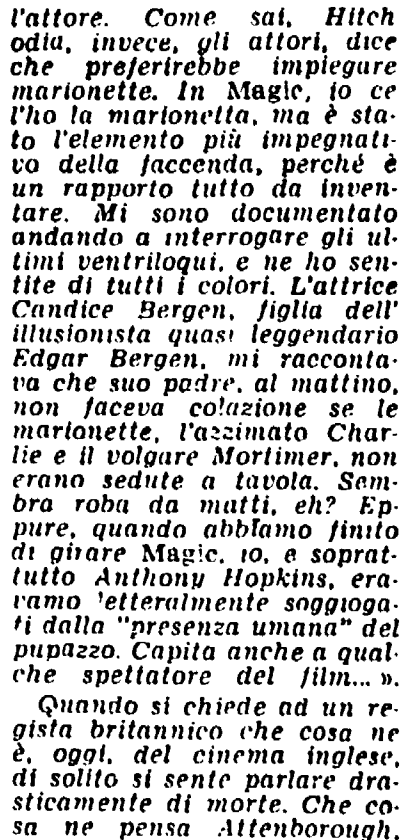 l'attore. Come sai, Hitch
odia, invece, gli attori, dice
che preferirebbe impiegare
marionette. In Magic, io ce
l'ho la marionetta, ma è sta-
to l'elemento più impegnati-
vo della faccenda, perché è
un rapporto tutto da inven-
tare. Mi sono documentato
andando a interrogare gli ul-
timi ventriloqui, e ne ho sen-
tite di tutti i colori. L'attrice
Candice Bergen, figlia dell'
illusionista quasi leggendario
Edgar Bergen, mi racconta-
va che suo padre, al mattino,
non faceva colazione se le
marionette, l'azzimato Char-
lie e il volgare Mortimer, non
erano sedute a tavola. Sem-
bra roba da matti, eh? Ep-
pure, quando abbiamo finito
di girare Magic, io, e soprat-
tutto Anthony Hopkins, era-
vamo letteralmente soggioga-
ti dalla "presenza umana" del
pupazzo. Capita anche a qual-
che spettatore del film... ».
Quando si chiede ad un re-
gista britannico che cosa ne
è, oggi, del cinema inglese,
di solito si sente parlare dra-
sticamente di morte. Che co-
sa ne pensa Attenborough,